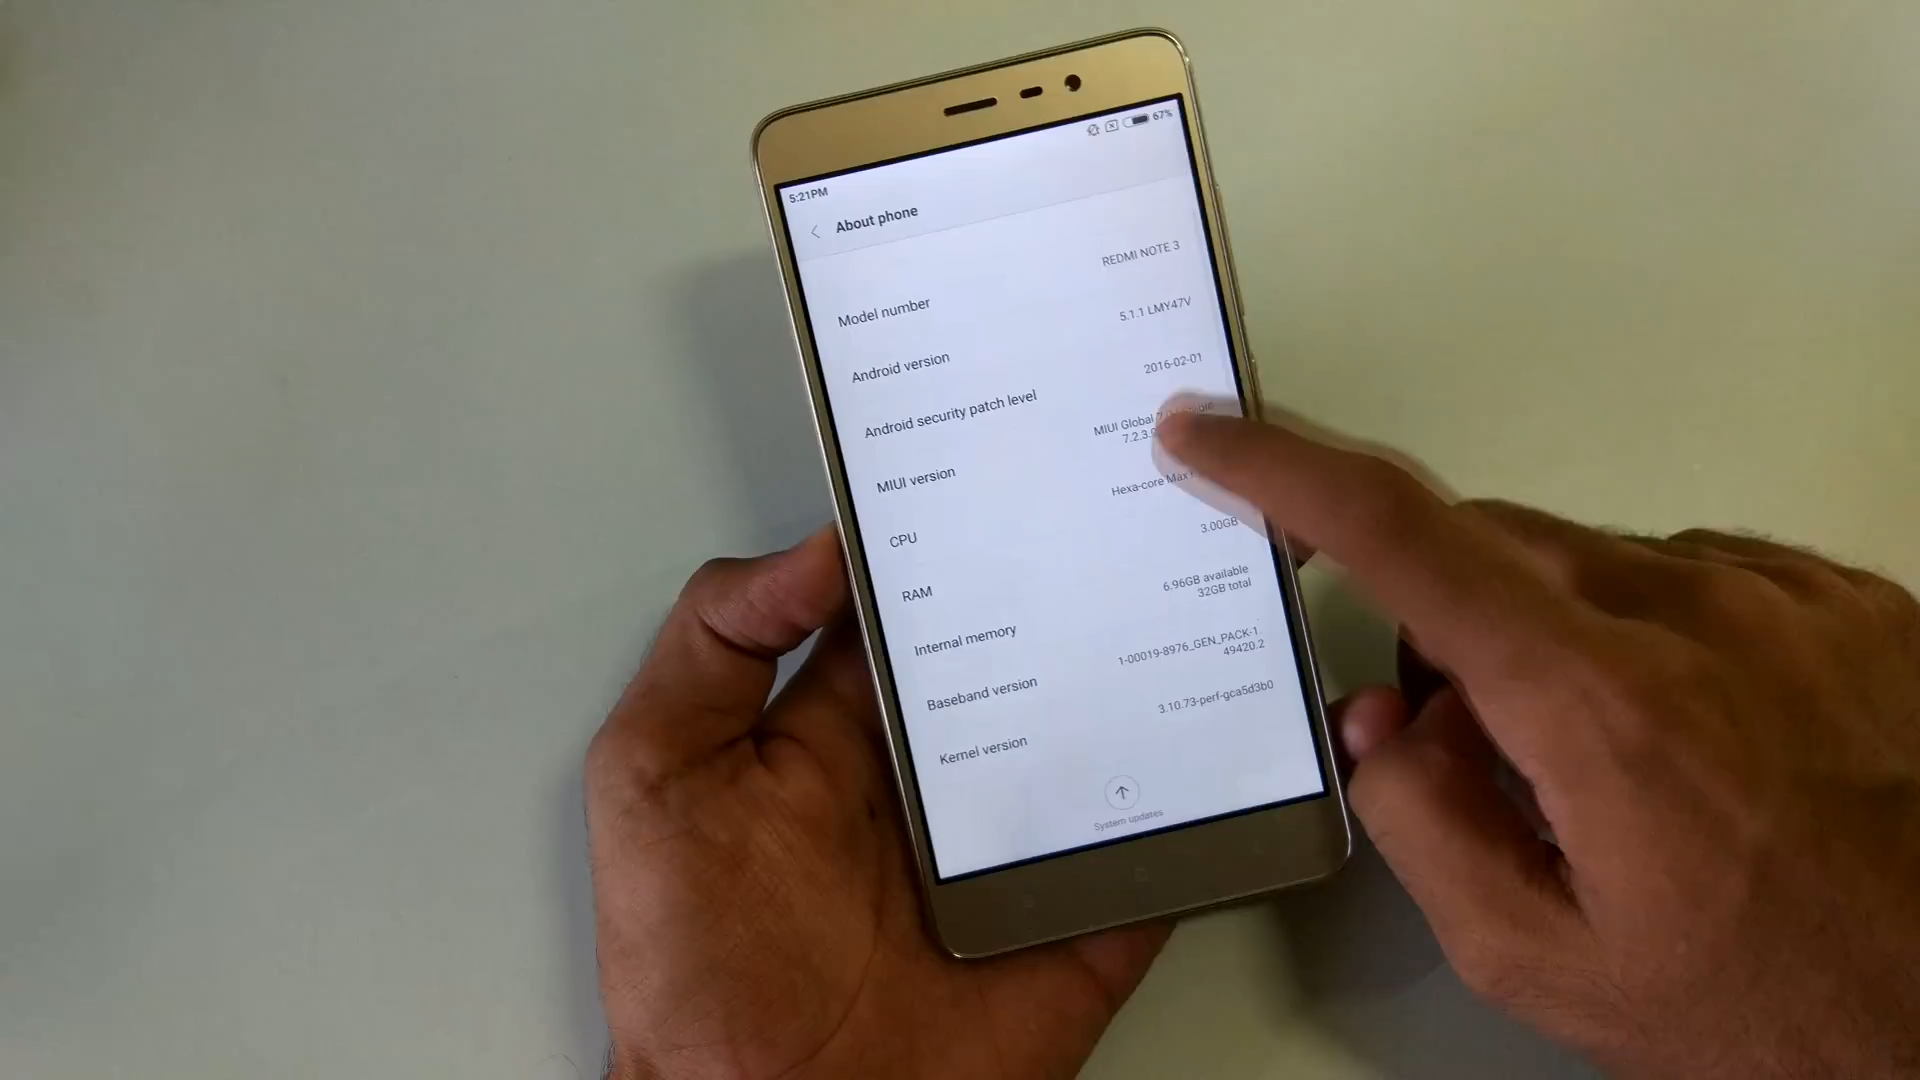 67%
5:21PM
About phone
Model number
REDMI NOTE 3
Android version
5.1.1 LMY47V
Android security patch level
2016-02-01
MIUI version
MIUI Global
7.2.3.
CPU
Hexa-core Max
RAM
3.00GB
Internal memory
6.96GB available
32GB total
Baseband version
1-00019-8976_GEN_PACK-1.
49420.2
Kernel version
3.10.73-perf-gca5d3b0
System updates